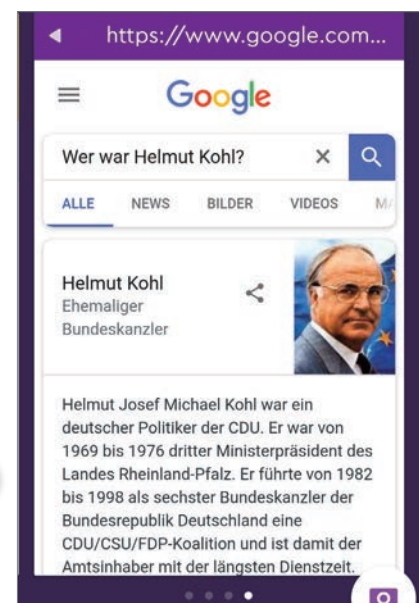 https://www.google.com...
Google
Wer war Helmut Kohl?
ALLE NEWS BILDER VIDEOS
Helmut Kohl
Ehemaliger
Bundeskanzler
Helmut Josef Michael Kohl war ein
deutscher Politiker der CDU. Er war von
1969 bis 1976 dritter Ministerpräsident des
Landes Rheinland-Pfalz. Er führte von 1982
bis 1998 als sechster Bundeskanzler der
Bundesrepublik Deutschland eine
CDU/CSU/FDP-Koalition und ist damit der
Amtsinhaber mit der längsten Dienstzeit.